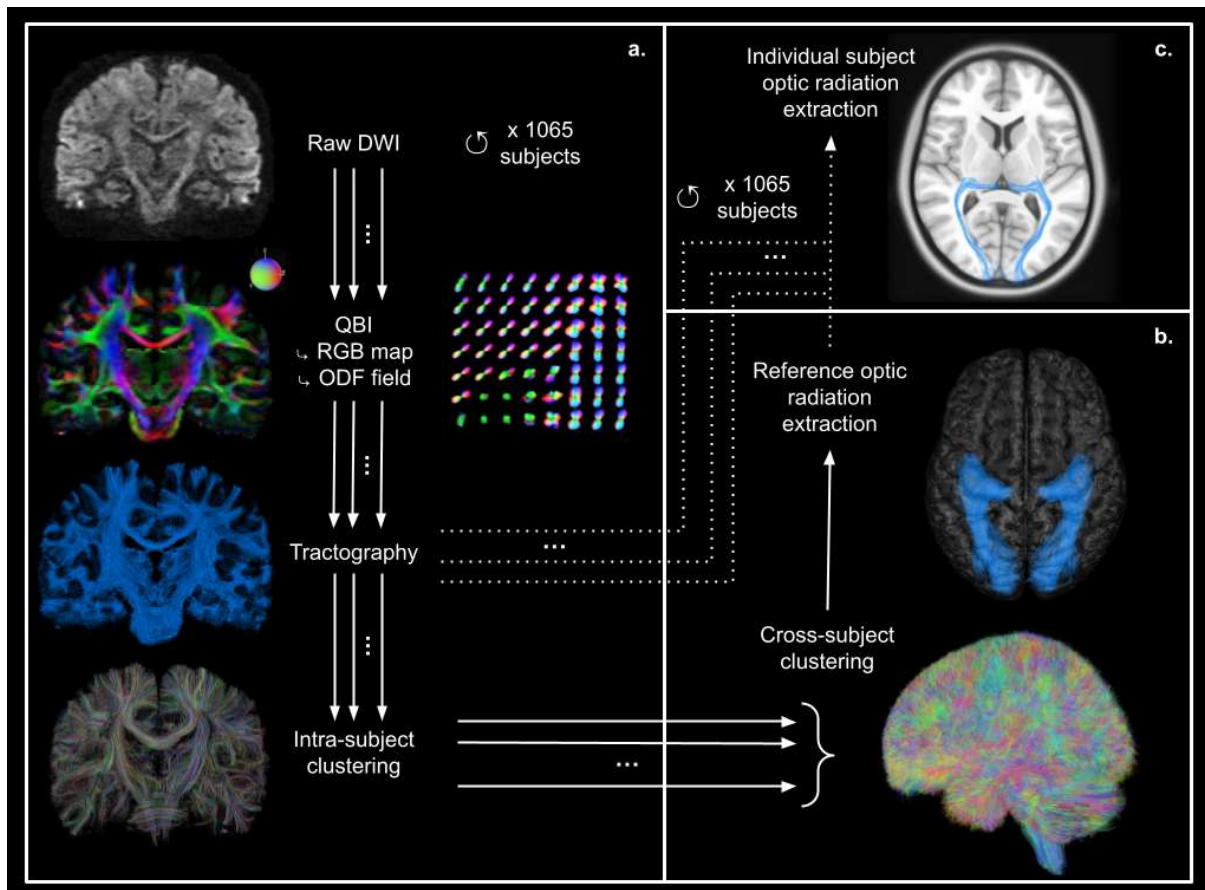 a.
Raw DWI
x 1065
subjects
...
QBI
↳ RGB map
↳ ODF field
...
Tractography
...
...
Intra-subject
clustering
...
c.
Individual subject
optic radiation
extraction
x 1065
subjects
...
b.
Reference optic
radiation
extraction
Cross-subject
clustering